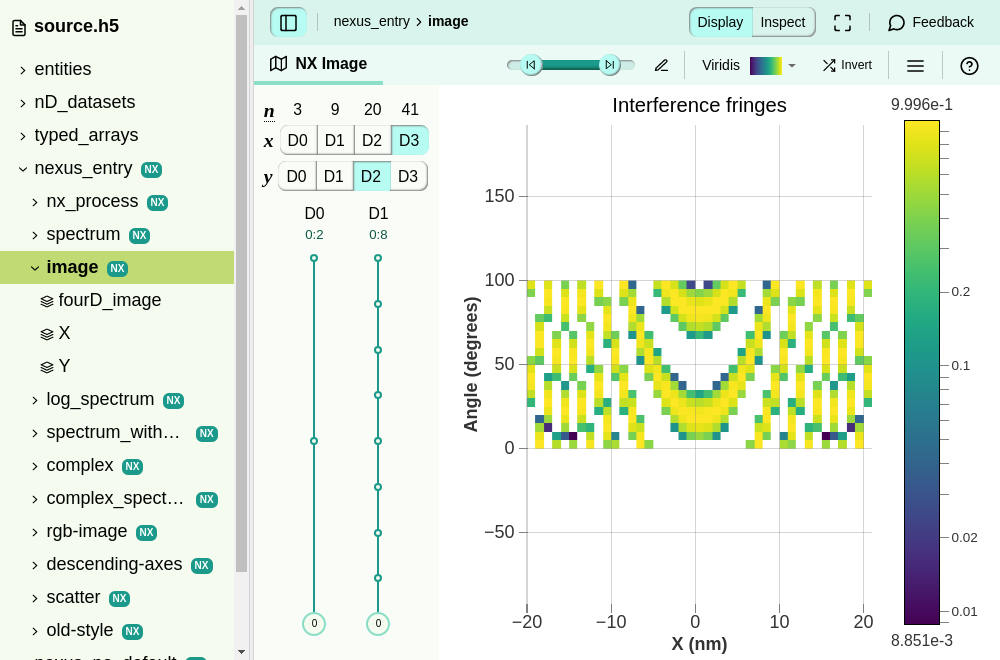 source.h5
entities
nD_datasets
typed_arrays
nexus_entry NX
nx_process NX
spectrum NX
image NX
fourD_image
X
Y
log_spectrum NX
spectrum_with… NX
complex NX
complex_spect… NX
rgb-image NX
descending-axes NX
scatter NX
old-style NX
nexus_entry > image
Display Inspect
Feedback
NX Image
Viridis
Invert
n 3 9 20 41
x D0 D1 D2 D3
y D0 D1 D2 D3
D0 D1
0:2 0:8
0 0
Interference fringes
Angle (degrees)
150
100
50
0
−50
−20 −10 0 10 20
X (nm)
9.996e-1
0.2
0.1
0.02
0.01
8.851e-3